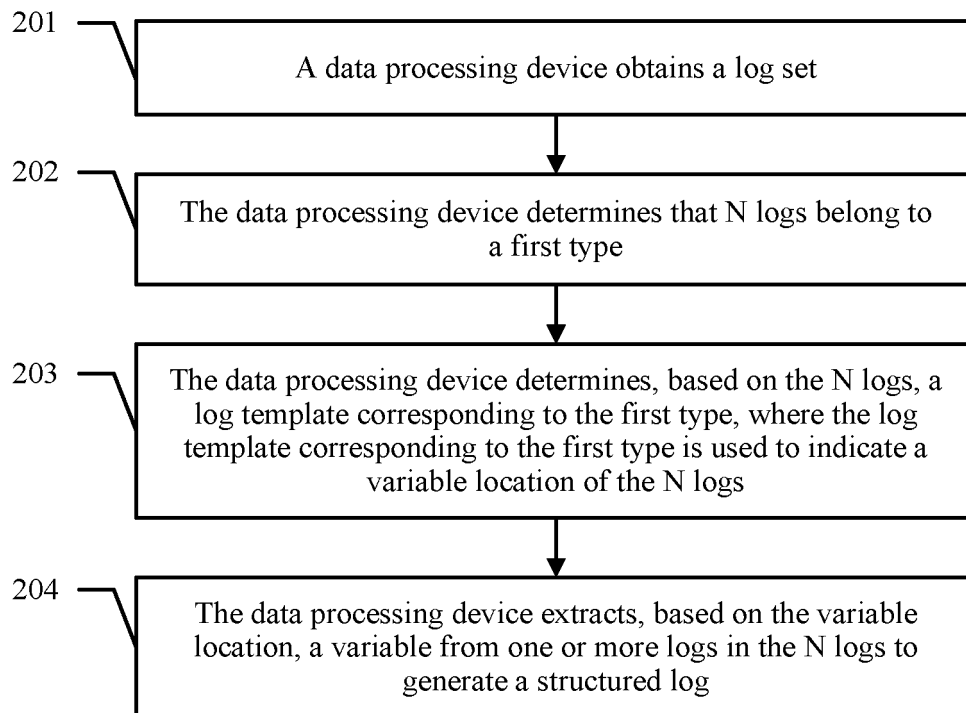 201
A data processing device obtains a log set
202
The data processing device determines that N logs belong to
a first type
203
The data processing device determines, based on the N logs, a
log template corresponding to the first type, where the log
template corresponding to the first type is used to indicate a
variable location of the N logs
204
The data processing device extracts, based on the variable
location, a variable from one or more logs in the N logs to
generate a structured log